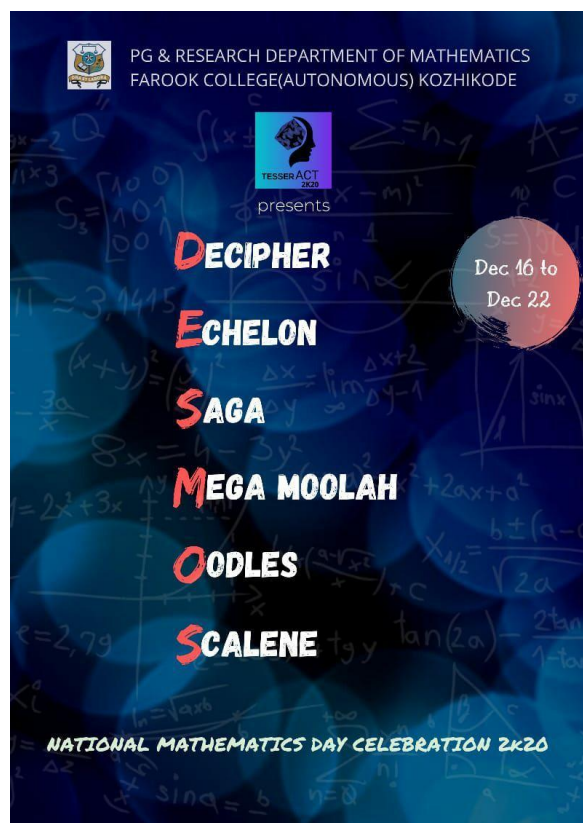 PG & RESEARCH DEPARTMENT OF MATHEMATICS
FAROOK COLLEGE(AUTONOMOUS) KOZHIKODE
TESSERACT
2K20
presents
DECIPHER
Dec 16 to
Dec 22
ECHELON
SAGA
MEGA MOOLAH
OODLES
SCALENE
NATIONAL MATHEMATICS DAY CELEBRATION 2K20